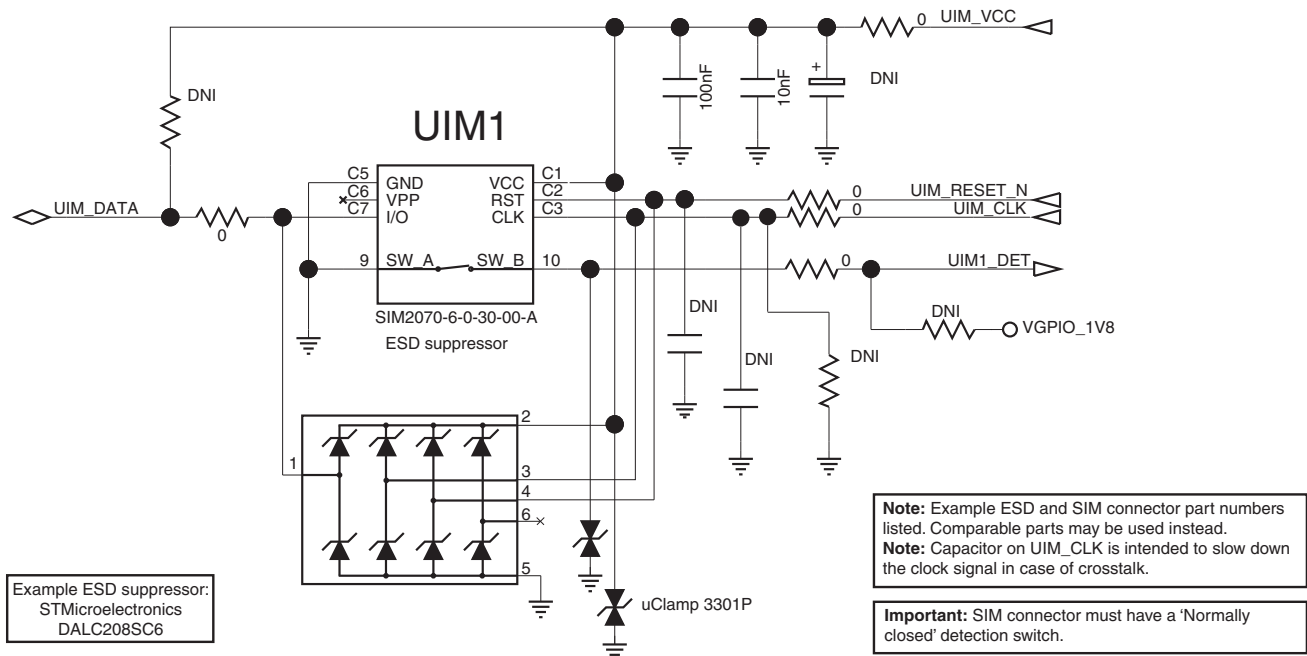 UIM_VCC
0
DNI
100nF
10nF
+
DNI
UIM1
C5
GND
VCC
C1
C6
VPP
RST
C2
C7
I/O
CLK
C3
UIM_DATA
0
0
UIM_RESET_N
0
UIM_CLK
9
SW_A
SW_B
10
0
UIM1_DET
SIM2070-6-0-30-00-A
ESD suppressor
DNI
DNI
VGPIO_1V8
DNI
DNI
1
2
3
4
6
5
uClamp 3301P
Example ESD suppressor:
STMicroelectronics
DALC208SC6
Note: Example ESD and SIM connector part numbers
listed. Comparable parts may be used instead.
Note: Capacitor on UIM_CLK is intended to slow down
the clock signal in case of crosstalk.
Important: SIM connector must have a ‘Normally
closed’ detection switch.